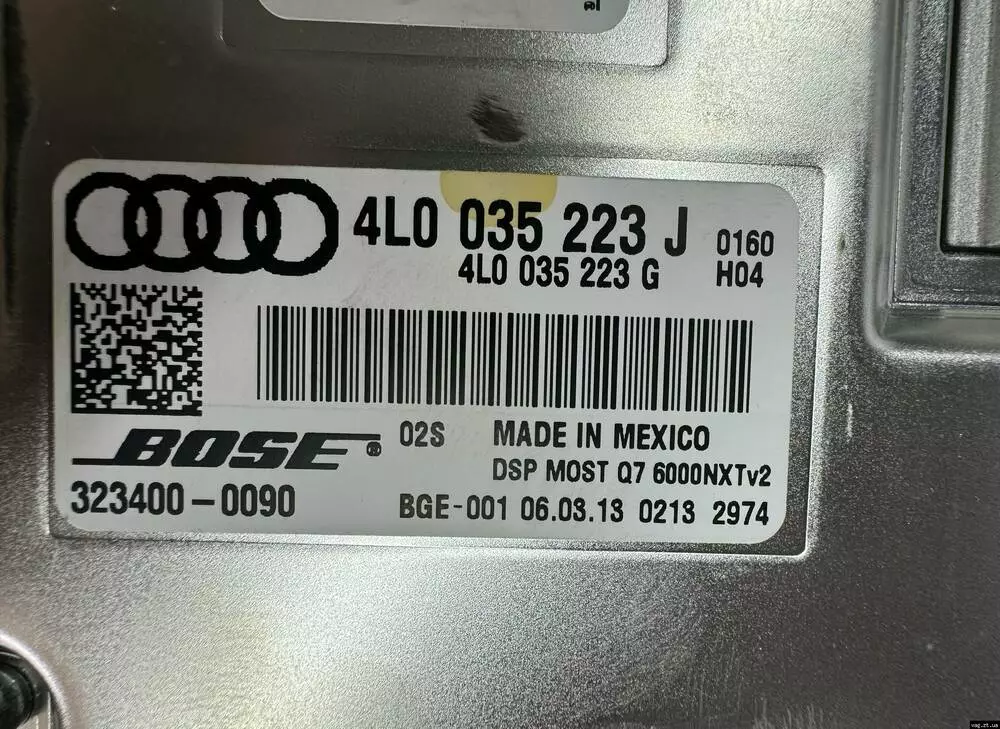 4L0 035 223 J 0160
4L0 035 223 G H04
BOSE® 02S MADE IN MEXICO
DSP MOST Q7 6000NXTv2
323400-0090 BGE-001 06.03.13 0213 2974
vag.zt.ua